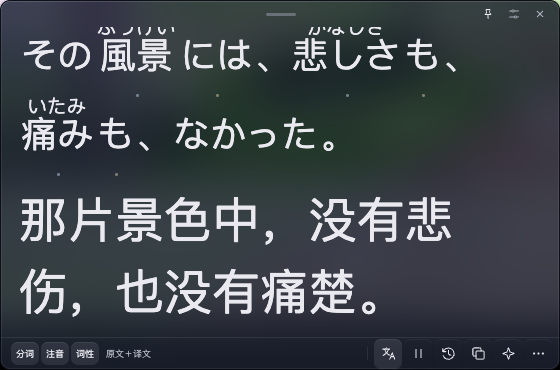 ふうけい かなしさ
その風景には、悲しさも、
いたみ
痛みも、なかった。
那片景色中，没有悲
伤，也没有痛楚。
分词 注音 词性 原文+译文